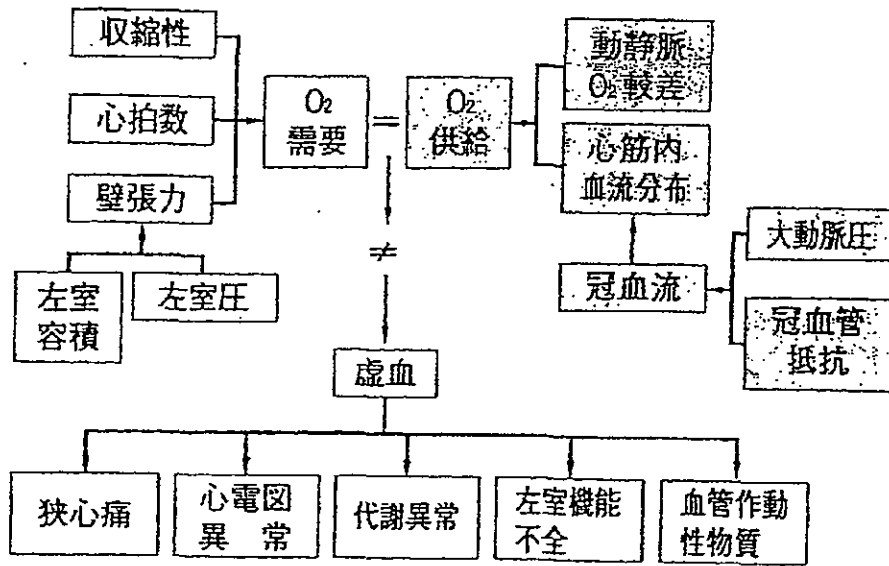 収縮性
心拍数
壁張力
左室
容積
左室圧
O₂
需要
=
O₂
供給
動静脈
O₂較差
心筋内
血流分布
冠血流
大動脈圧
冠血管
抵抗
≠
虚血
狭心痛
心電図
異 常
代謝異常
左室機能
不全
血管作動
性物質